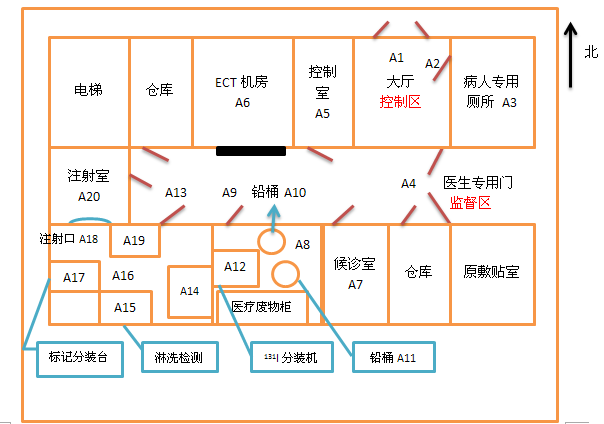 北
A1
A2
电梯
仓库
ECT 机房
A6
控制
室
A5
大厅
控制区
病人专用
厕所 A3
注射室
A20
A13
A9
铅桶 A10
A4
医生专用门
监督区
注射口 A18
A19
A17
A16
A15
A14
A12
A8
医疗废物柜
候诊室
A7
仓库
原敷贴室
标记分装台
淋洗检测
131I分装机
铅桶 A11